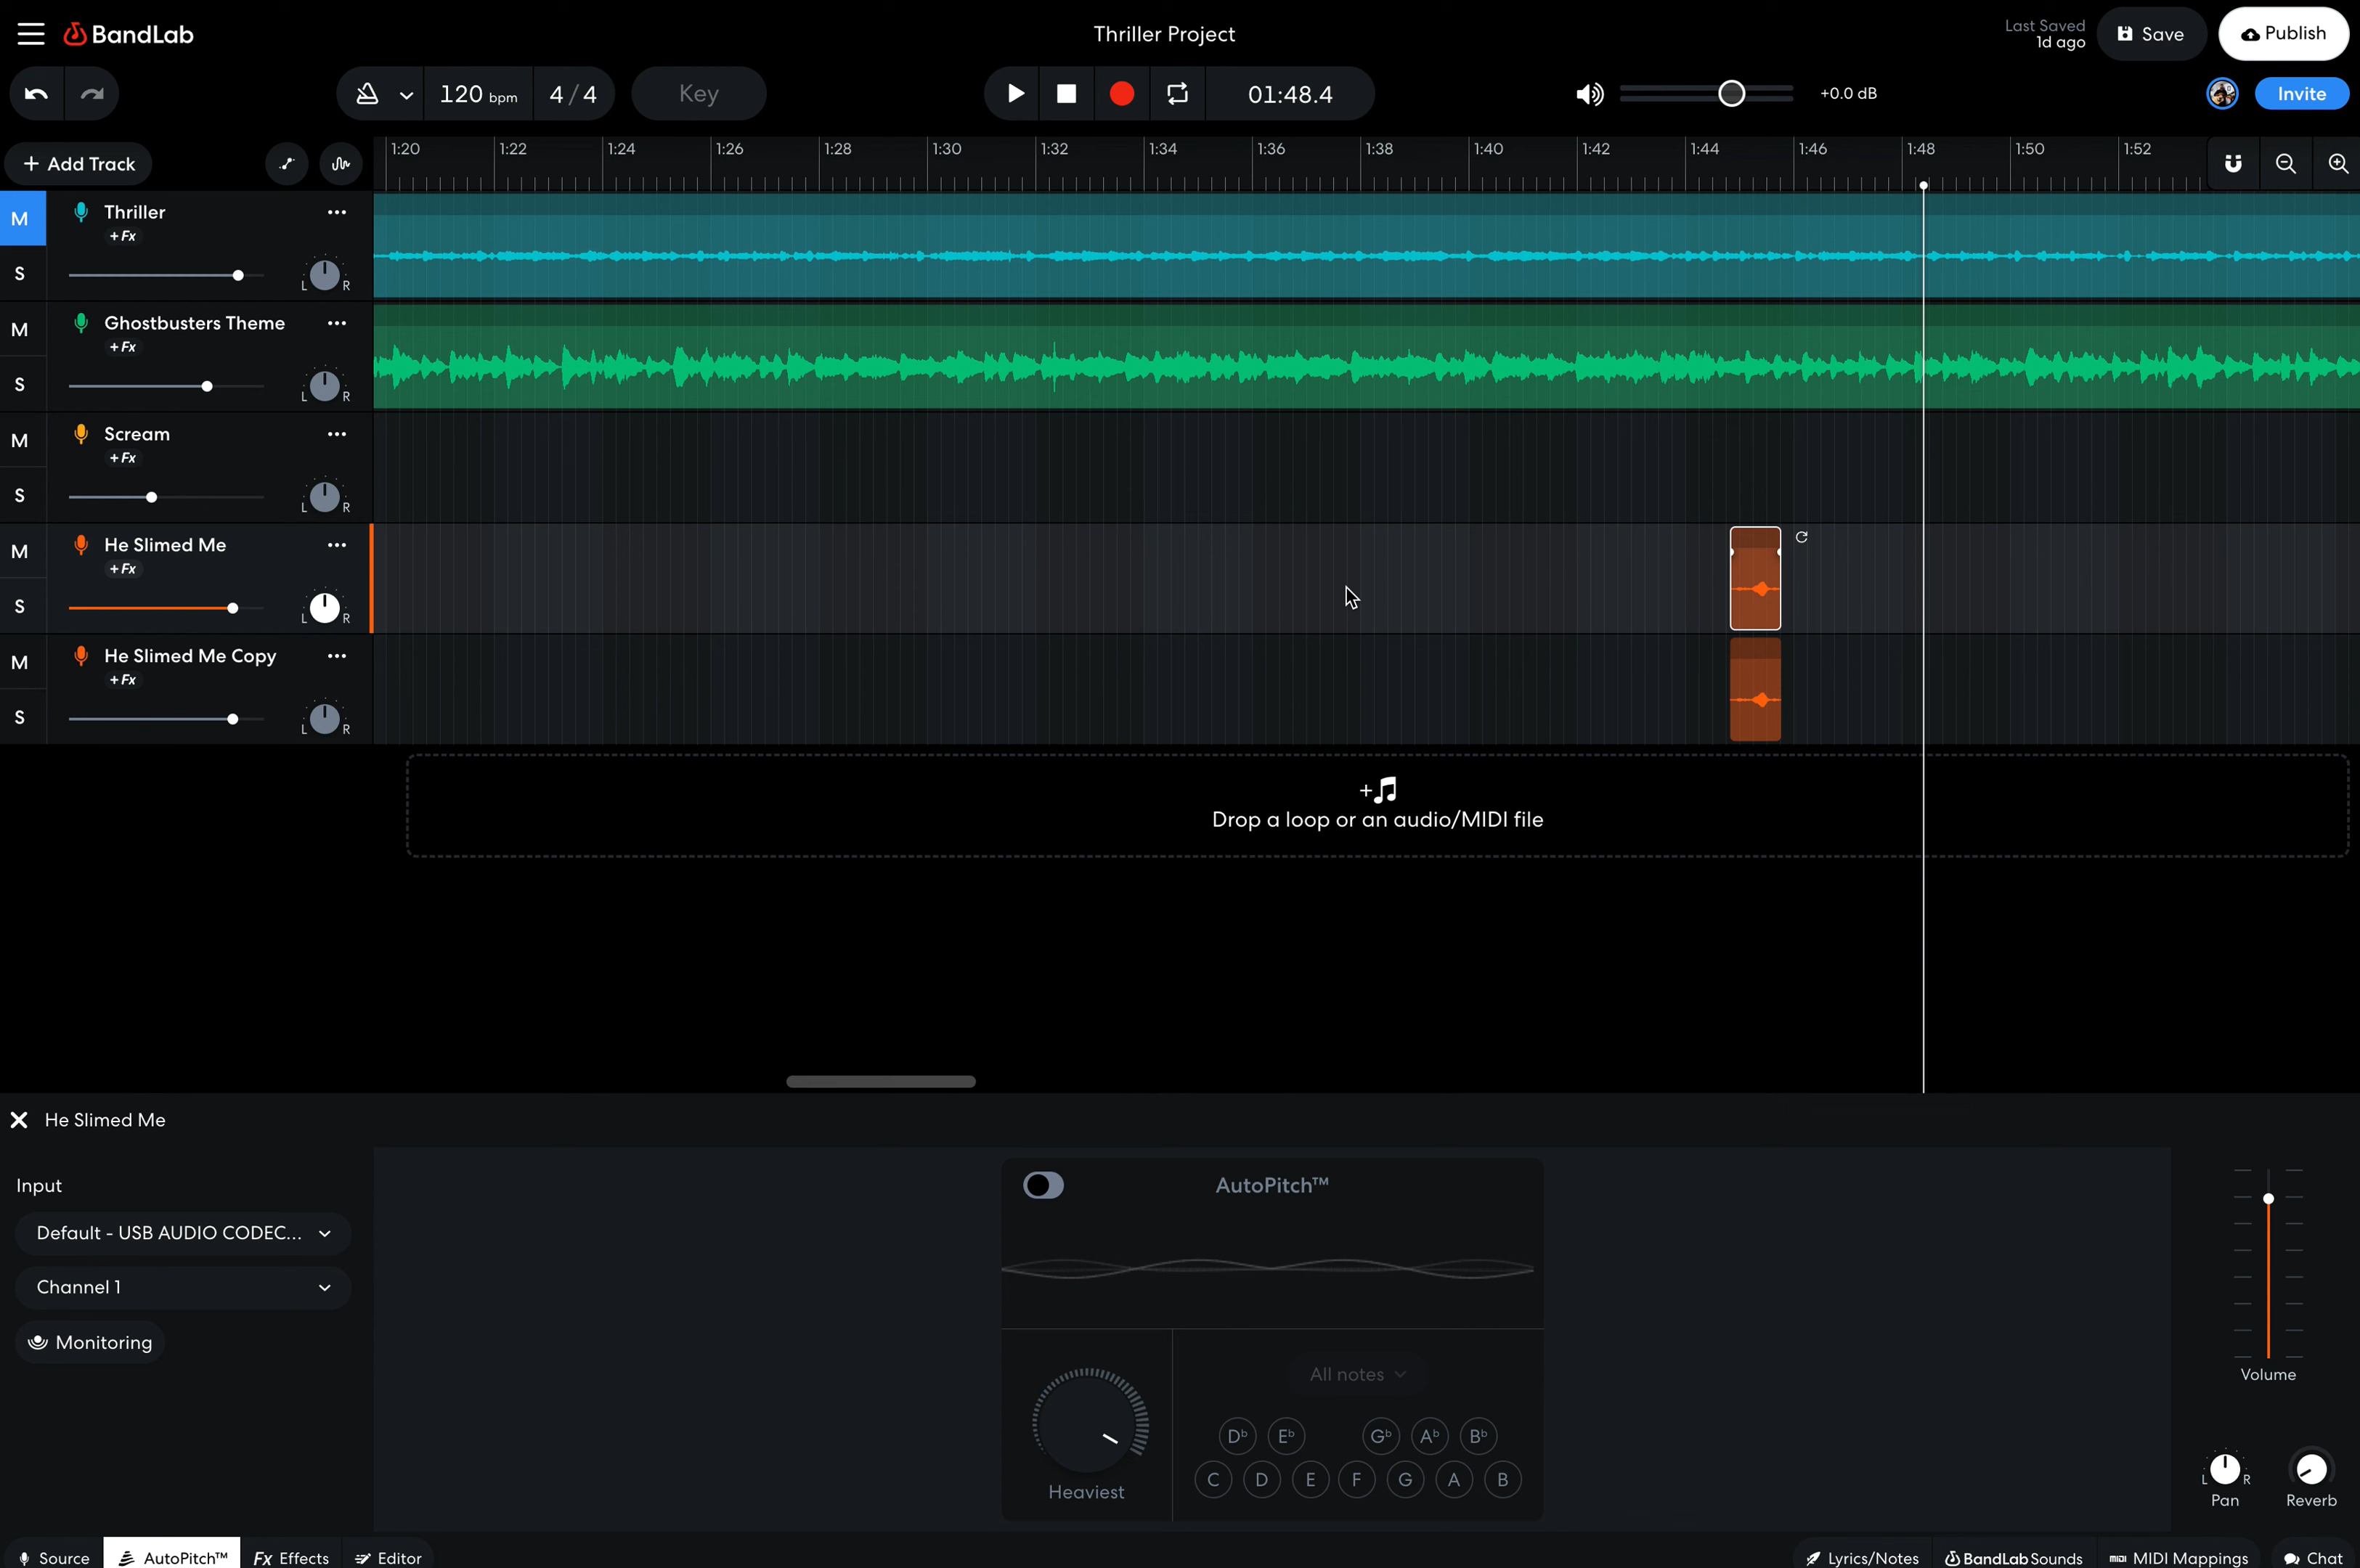 BandLab
Thriller Project
Last Saved
1d ago
Save
Publish
120 bpm
4 / 4
Key
01:48.4
+0.0 dB
Invite
+ Add Track
1:20 1:22 1:24 1:26 1:28 1:30 1:32 1:34 1:36 1:38 1:40 1:42 1:44 1:46 1:48 1:50 1:52
M
Thriller
+Fx
S
L R
M
Ghostbusters Theme
+Fx
S
L R
M
Scream
+Fx
S
L R
M
He Slimed Me
+Fx
S
L R
M
He Slimed Me Copy
+Fx
S
L R
Drop a loop or an audio/MIDI file
He Slimed Me
Input
Default - USB AUDIO CODEC...
Channel 1
Monitoring
AutoPitch™
All notes
D♭ E♭ G♭ A♭ B♭
C D E F G A B
Heaviest
Volume
L R
Pan
Reverb
Source
AutoPitch™
Fx Effects
Editor
Lyrics/Notes
BandLab Sounds
MIDI MIDI Mappings
Chat